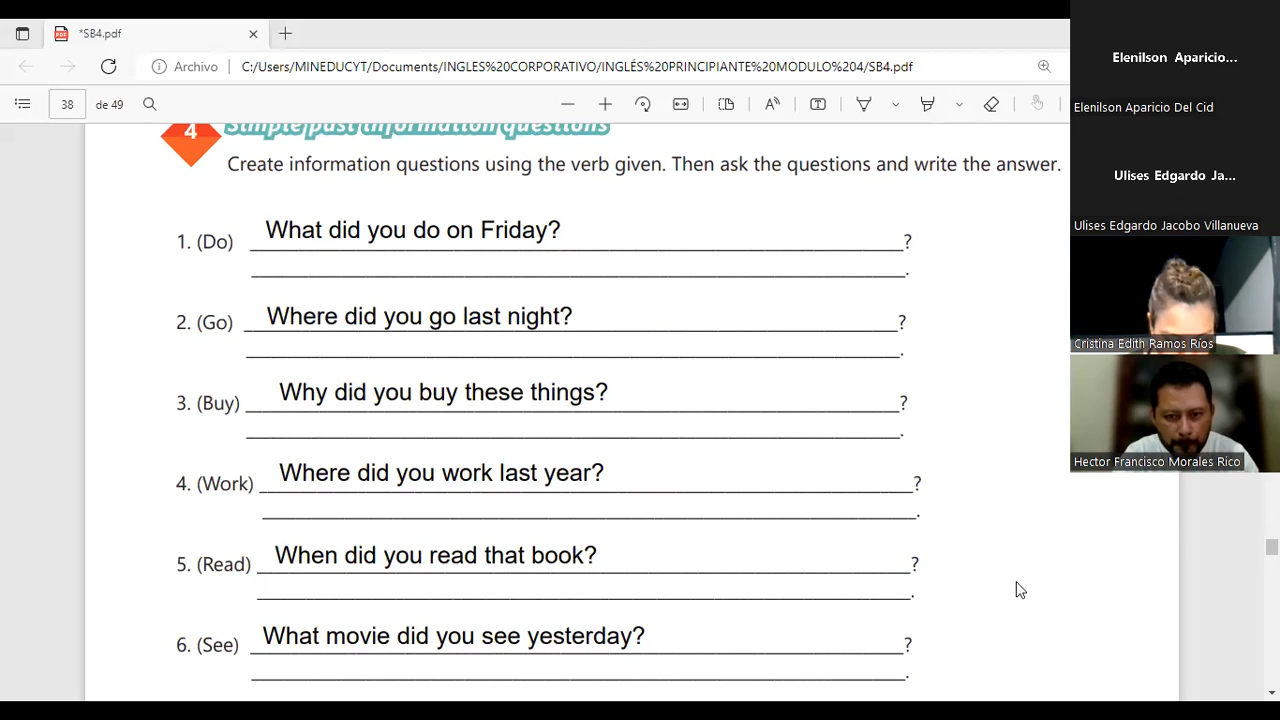 *SB4.pdf
Archivo
C:/Users/MINEDUCYT/Documents/INGLES%20CORPORATIVO/INGLÉS%20PRINCIPIANTE%20MODULO%204/SB4.pdf
38
de 49
4
Simple past information questions
Create information questions using the verb given. Then ask the questions and write the answer.
1. (Do) What did you do on Friday? ?
.
2. (Go) Where did you go last night? ?
.
3. (Buy) Why did you buy these things? ?
.
4. (Work) Where did you work last year? ?
.
5. (Read) When did you read that book? ?
.
6. (See) What movie did you see yesterday? ?
.
Elenilson Aparicio...
Elenilson Aparicio Del Cid
Ulises Edgardo Ja...
Ulises Edgardo Jacobo Villanueva
Cristina Edith Ramos Ríos
Hector Francisco Morales Rico